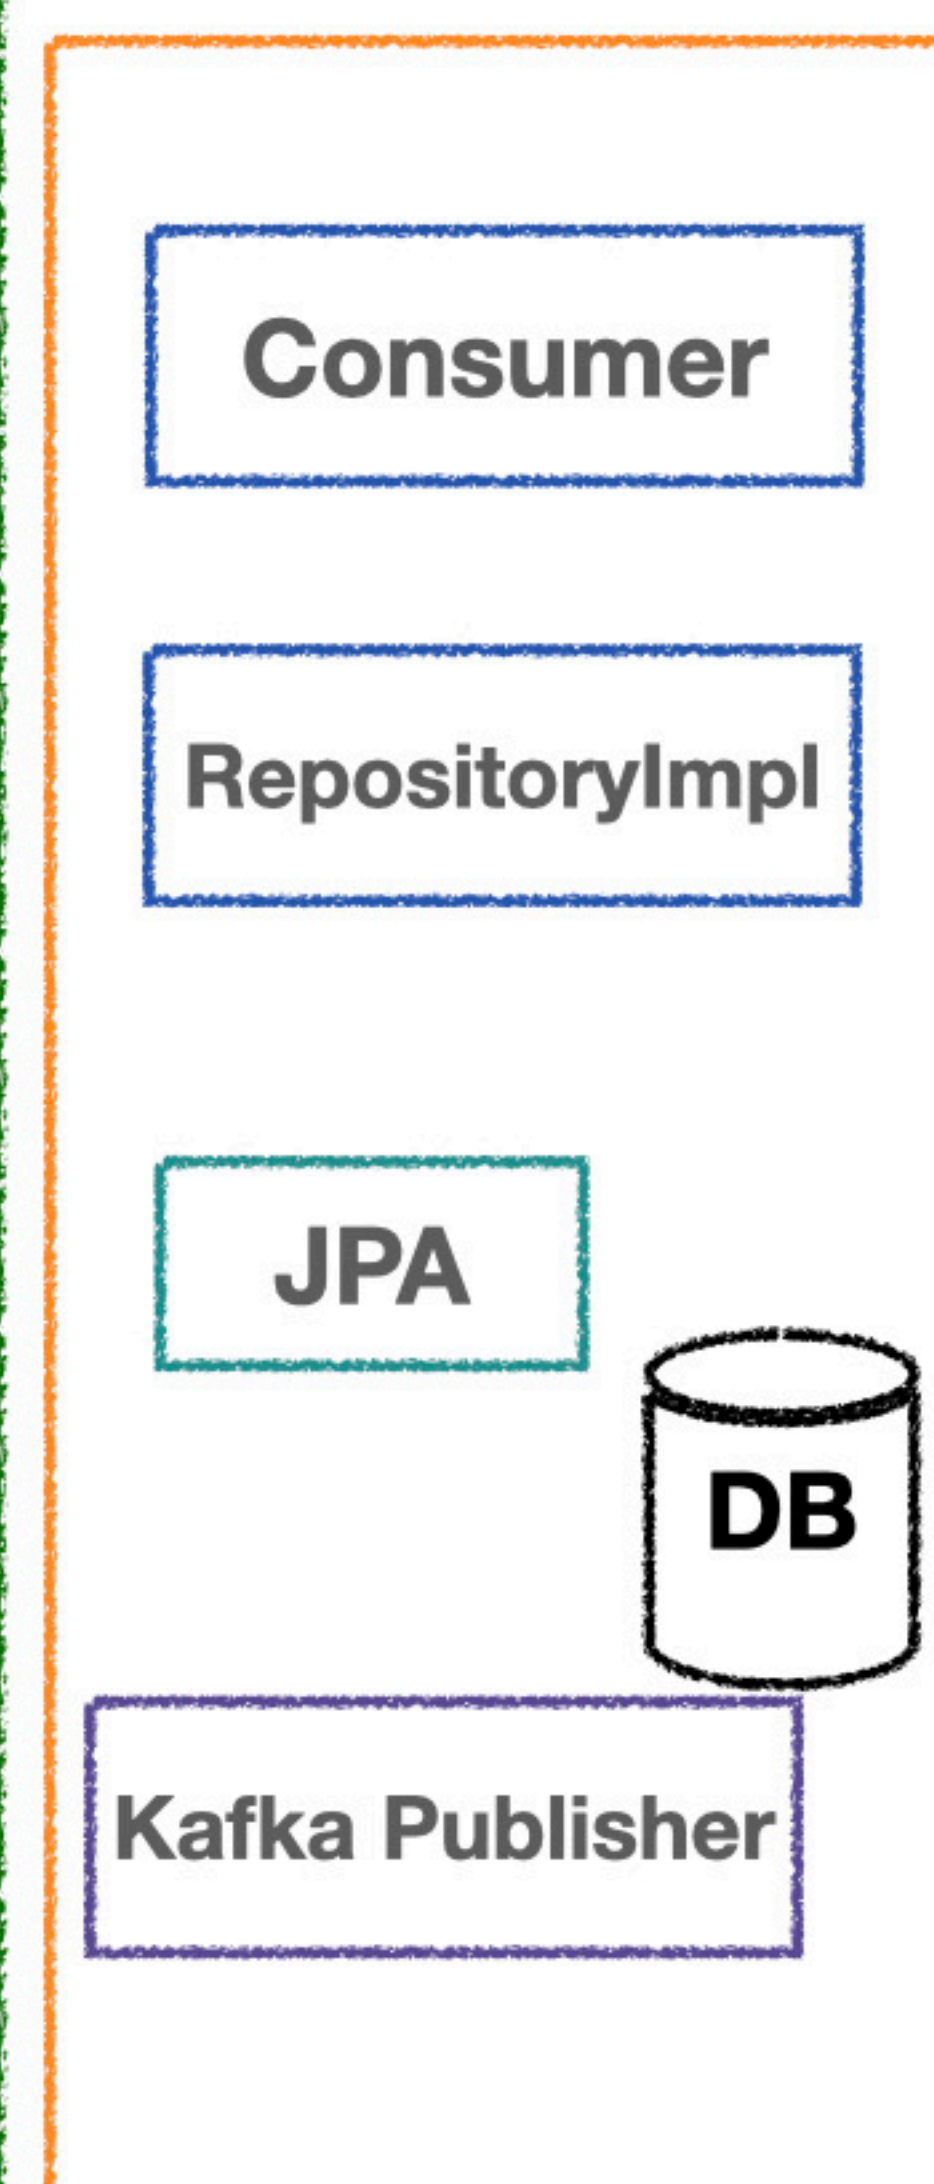 Consumer
RepositoryImpl
JPA
DB
Kafka Publisher